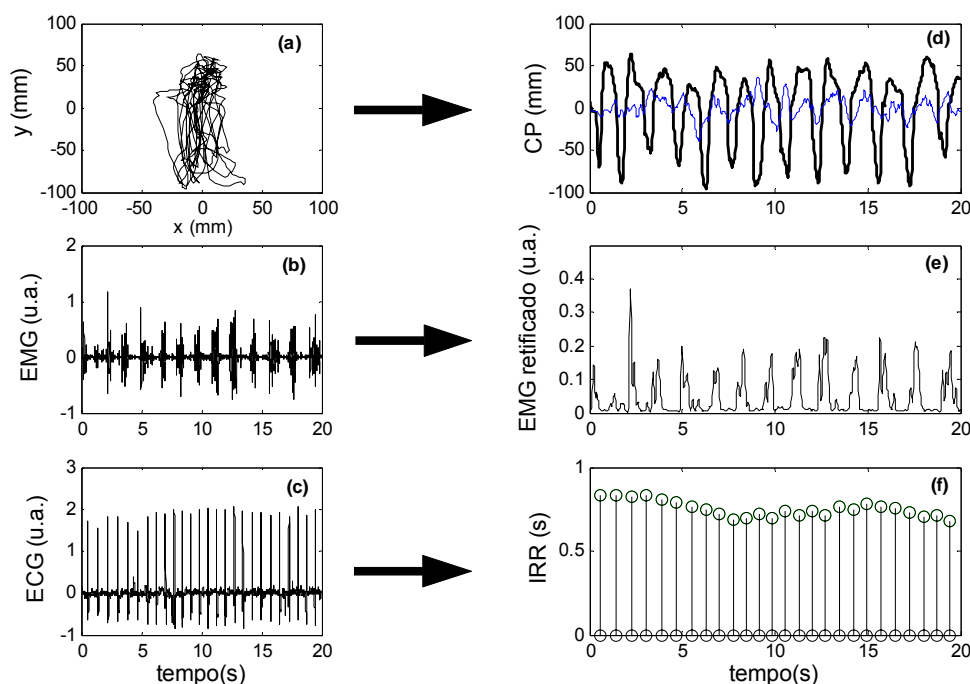 (a)
y (mm)
100
50
0
-50
-100
-100 -50 0 50 100
x (mm)
(d)
CP (mm)
100
50
0
-50
-100
0 5 10 15 20
(b)
EMG (u.a.)
2
1
0
-1
0 5 10 15 20
(e)
EMG retificado (u.a.)
0.4
0.3
0.2
0.1
0
0 5 10 15 20
(c)
ECG (u.a.)
3
2
1
0
-1
0 5 10 15 20
tempo(s)
(f)
IRR (s)
1
0.5
0
0 5 10 15 20
tempo(s)